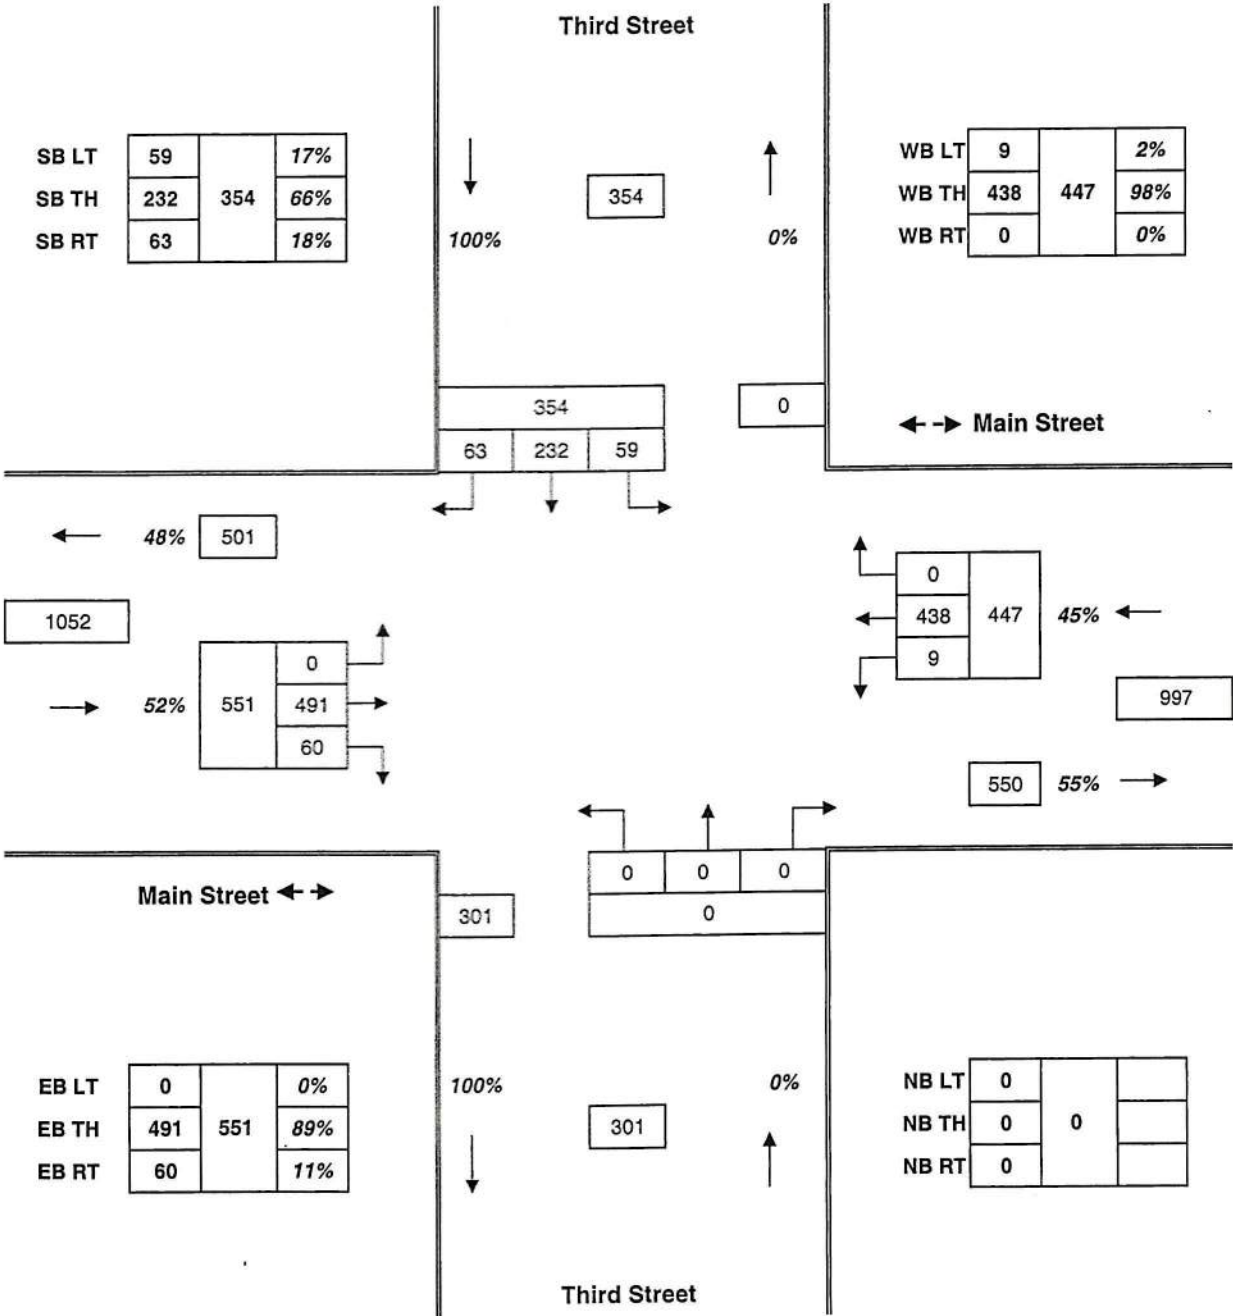 Third Street
SB LT 59 17%
SB TH 232 354 66%
SB RT 63 18%
354
100%
0%
WB LT 9 2%
WB TH 438 447 98%
WB RT 0 0%
354
0
63 232 59
Main Street
48% 501
1052
52% 551
0
491
60
0
438 447 45%
9
997
550 55%
Main Street
301
0 0 0
0
EB LT 0 0%
EB TH 491 551 89%
EB RT 60 11%
100%
0%
301
NB LT 0
NB TH 0 0
NB RT 0
Third Street